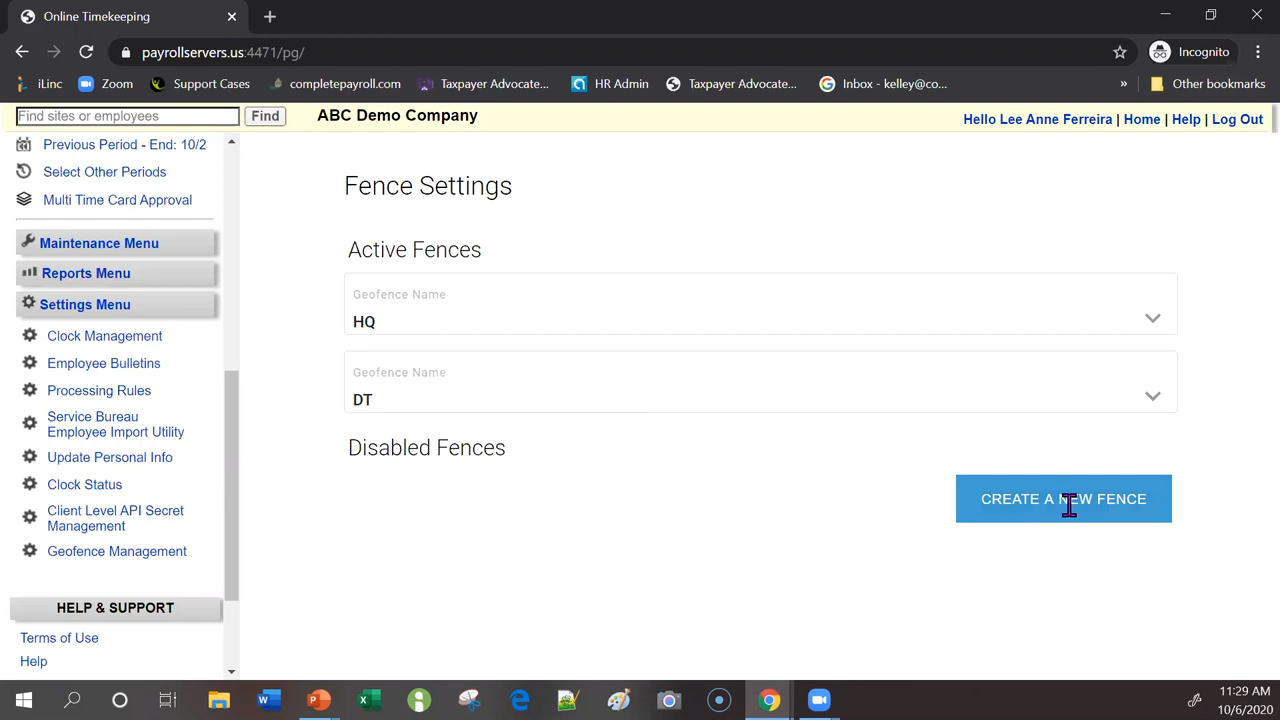 Online Timekeeping
payrollservers.us:4471/pg/
Incognito
iLinc
Zoom
Support Cases
completepayroll.com
Taxpayer Advocate...
HR Admin
Taxpayer Advocate...
Inbox - kelley@co...
»
Other bookmarks
Find sites or employees
Find
ABC Demo Company
Hello Lee Anne Ferreira | Home | Help | Log Out
Previous Period - End: 10/2
Select Other Periods
Multi Time Card Approval
Maintenance Menu
Reports Menu
Settings Menu
Clock Management
Employee Bulletins
Processing Rules
Service Bureau
Employee Import Utility
Update Personal Info
Clock Status
Client Level API Secret
Management
Geofence Management
HELP & SUPPORT
Terms of Use
Help
Fence Settings
Active Fences
Geofence Name
HQ
Geofence Name
DT
Disabled Fences
CREATE A NEW FENCE
11:29 AM
10/6/2020